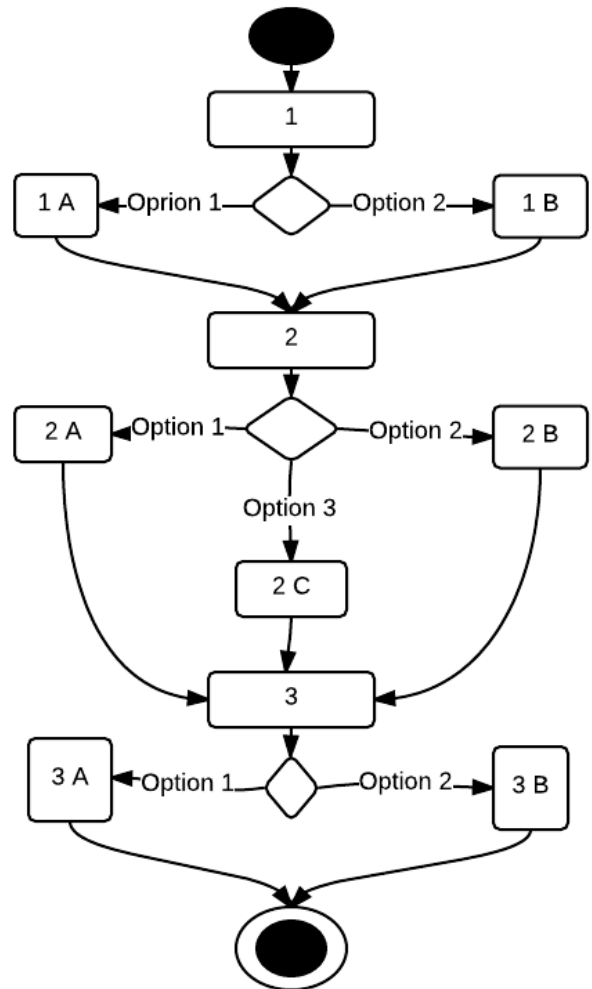 1
1 A
Oprion 1
Option 2
1 B
2
2 A
Option 1
Option 2
2 B
Option 3
2 C
3
3 A
Option 1
Option 2
3 B